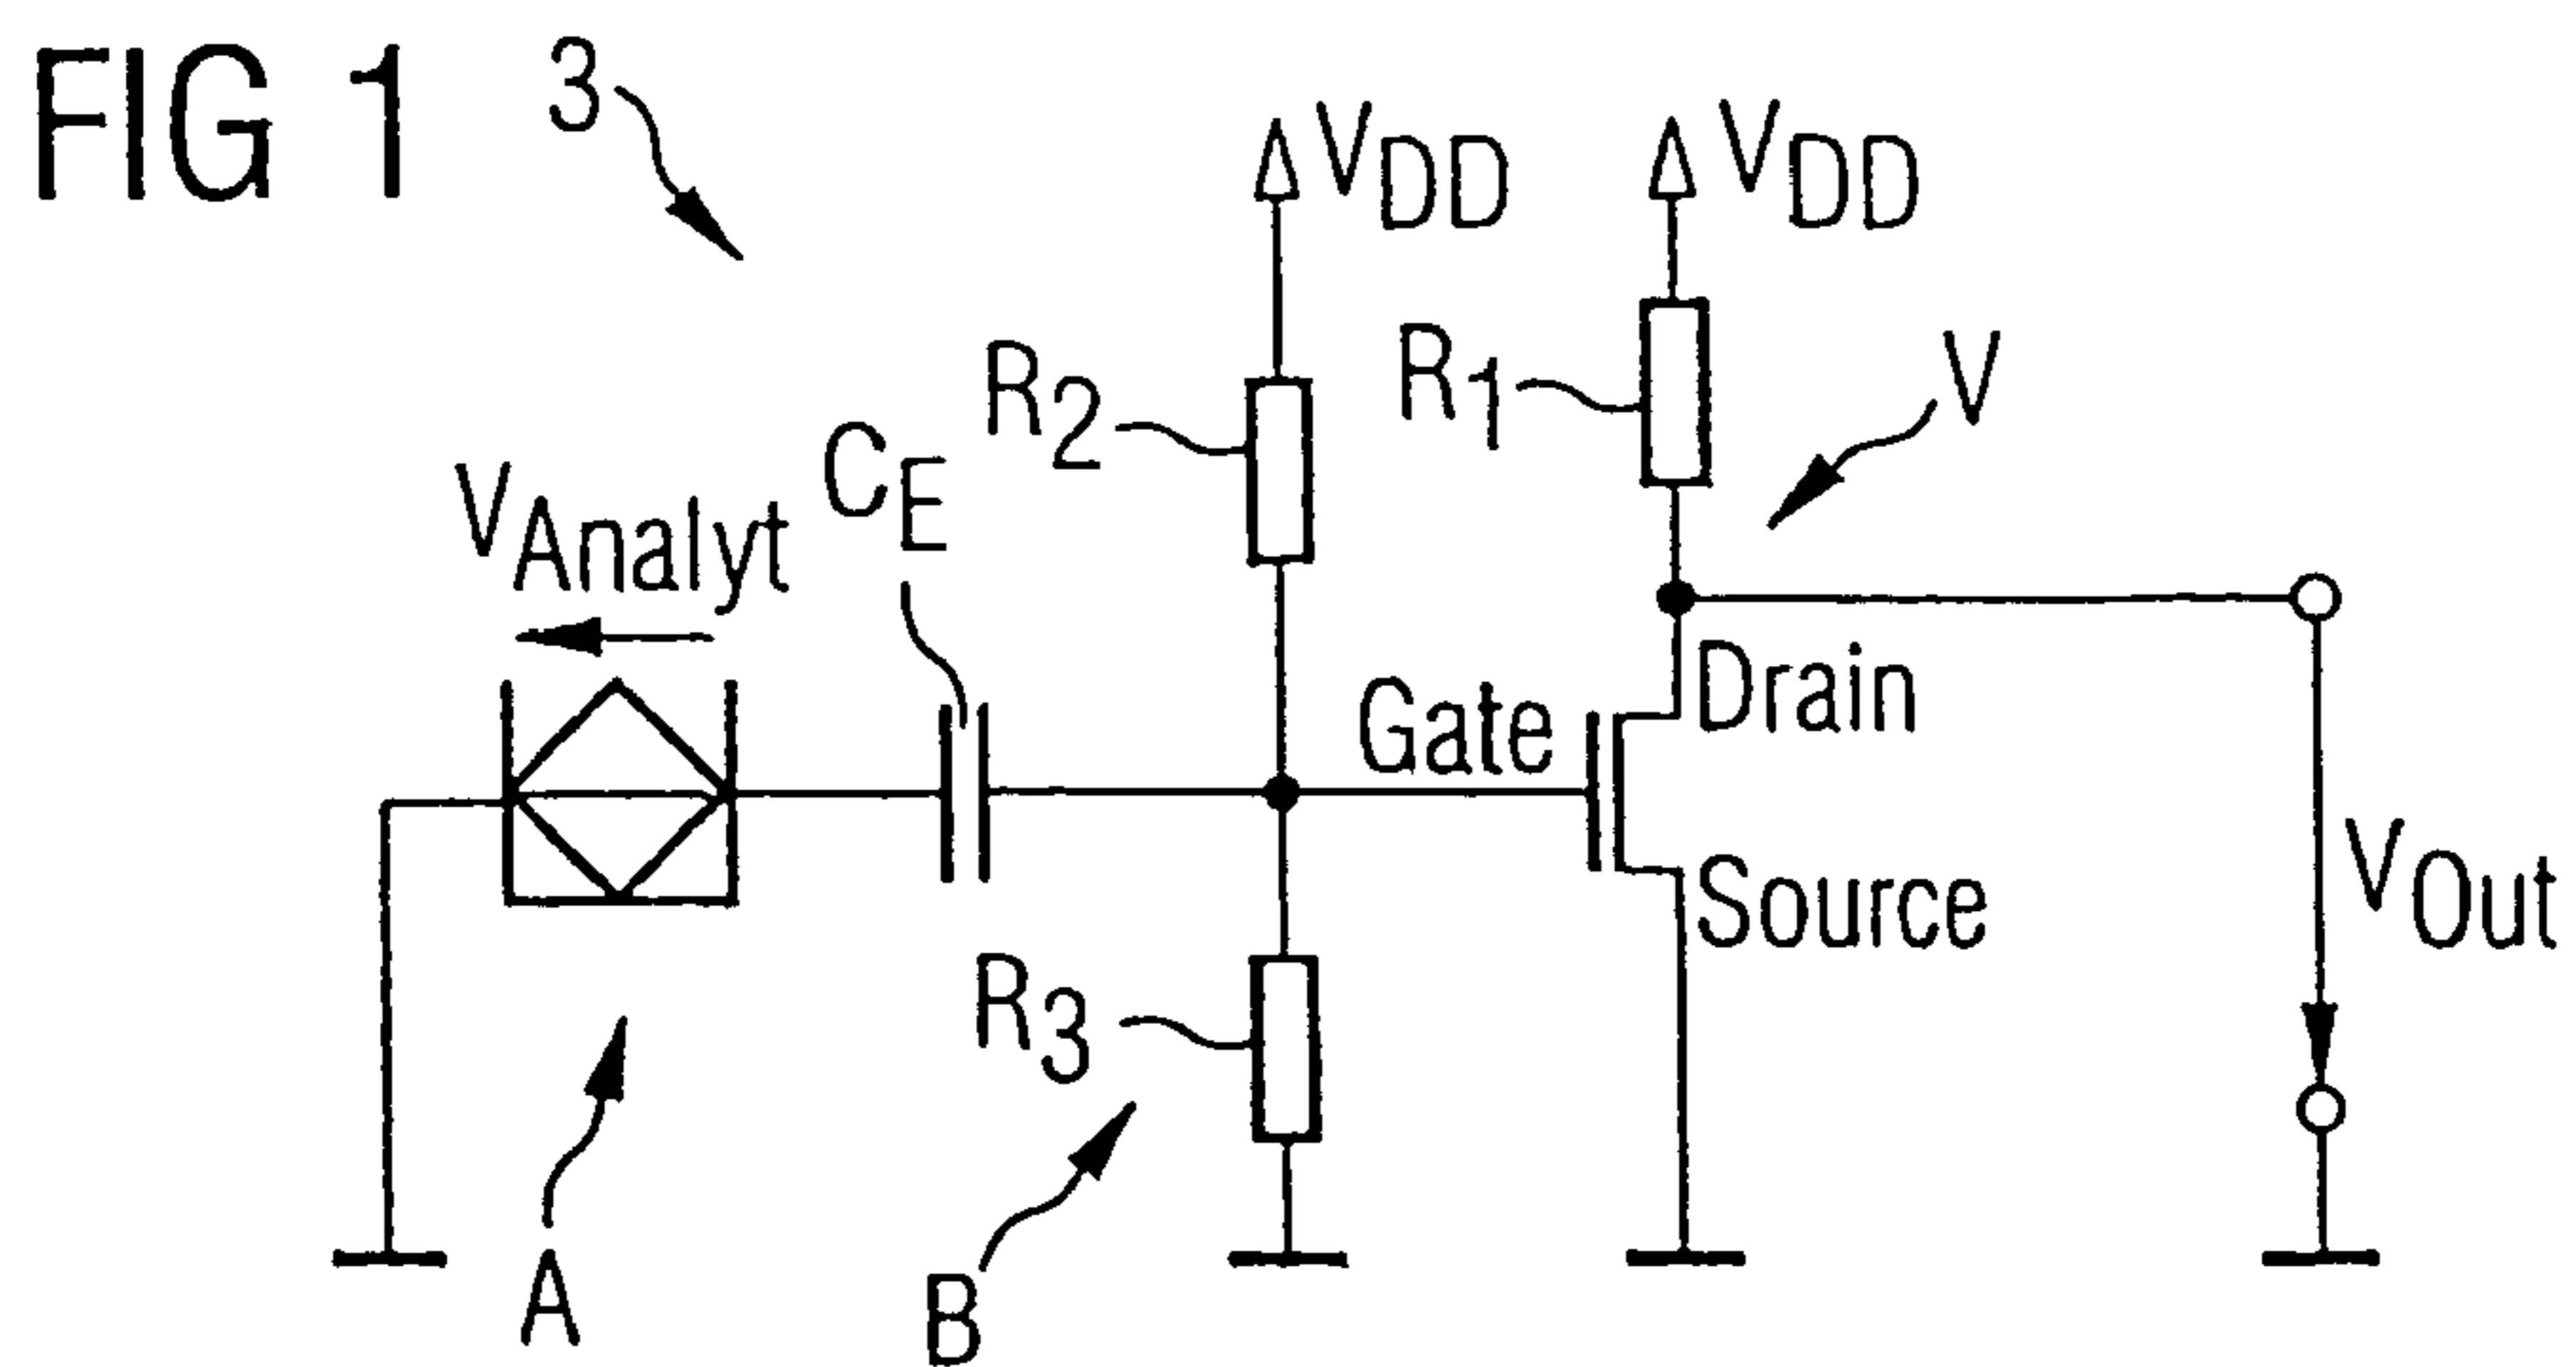 FIG 1
3
VDD
VDD
R2
R1
V
CE
VAnalyt
Gate
Drain
Source
VOut
R3
A
B